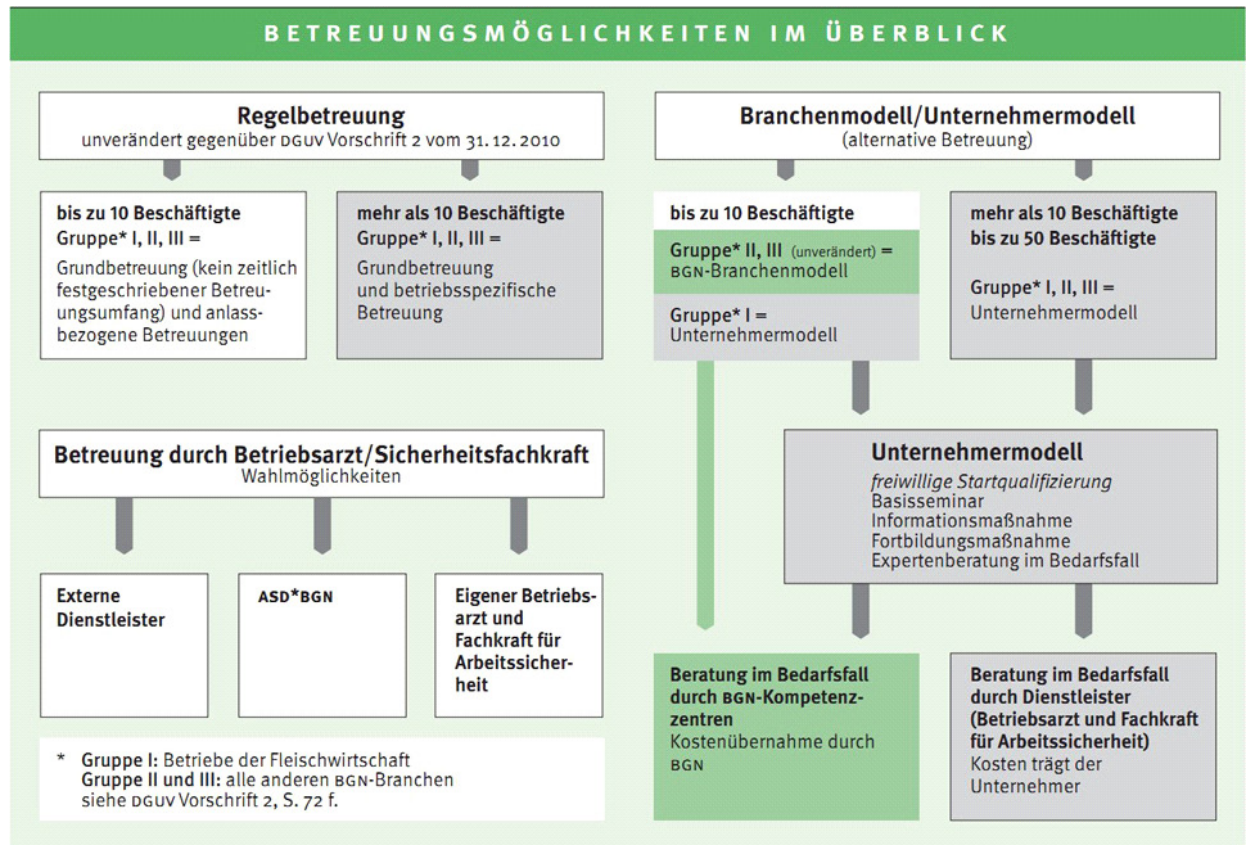 BETREUUNGSMÖGLICHKEITEN IM ÜBERBLICK
Regelbetreuung
unverändert gegenüber DGUV Vorschrift 2 vom 31.12.2010
bis zu 10 Beschäftigte
Gruppe* I, II, III =
Grundbetreuung (kein zeitlich
festgeschriebener Betreu-
ungsumfang) und anlass-
bezogene Betreuungen
mehr als 10 Beschäftigte
Gruppe* I, II, III =
Grundbetreuung
und betriebsspezifische
Betreuung
Betreuung durch Betriebsarzt/Sicherheitsfachkraft
Wahlmöglichkeiten
Externe
Dienstleister
ASD*BGN
Eigener Betriebs-
arzt und
Fachkraft für
Arbeitssicher-
heit
* Gruppe I: Betriebe der Fleischwirtschaft
Gruppe II und III: alle anderen BGN-Branchen
siehe DGUV Vorschrift 2, S. 72 f.
Branchenmodell/Unternehmermodell
(alternative Betreuung)
bis zu 10 Beschäftigte
Gruppe* II, III (unverändert) =
BGN-Branchenmodell
Gruppe* I =
Unternehmermodell
mehr als 10 Beschäftigte
bis zu 50 Beschäftigte
Gruppe* I, II, III =
Unternehmermodell
Unternehmermodell
freiwillige Startqualifizierung
Basisseminar
Informationsmaßnahme
Fortbildungsmaßnahme
Expertenberatung im Bedarfsfall
Beratung im Bedarfsfall
durch BGN-Kompetenz-
zentren
Kostenübernahme durch
BGN
Beratung im Bedarfsfall
durch Dienstleister
(Betriebsarzt und Fachkraft
für Arbeitssicherheit)
Kosten trägt der
Unternehmer